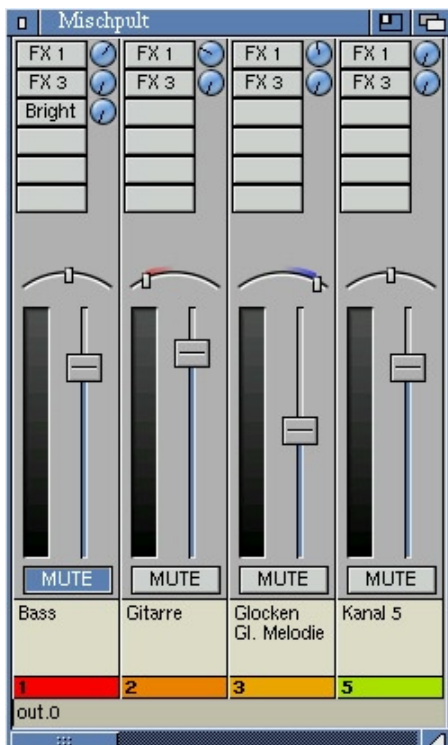 Mischpult
FX 1 FX 1 FX 1 FX 1
FX 3 FX 3 FX 3 FX 3
Bright
MUTE MUTE MUTE MUTE
Bass Gitarre Glocken Kanal 5
Gl. Melodie
1 2 3 5
out.0